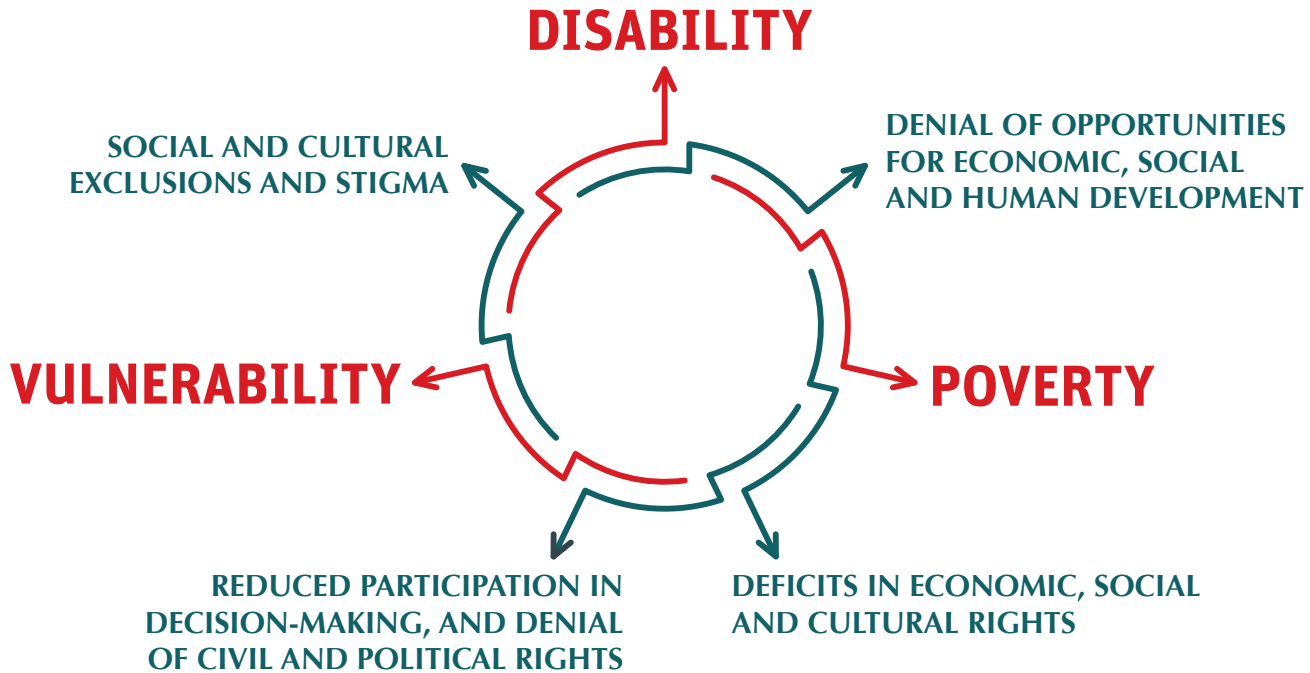 DISABILITY
DENIAL OF OPPORTUNITIES
FOR ECONOMIC, SOCIAL
AND HUMAN DEVELOPMENT
POVERTY
DEFICITS IN ECONOMIC, SOCIAL
AND CULTURAL RIGHTS
REDUCED PARTICIPATION IN
DECISION-MAKING, AND DENIAL
OF CIVIL AND POLITICAL RIGHTS
VULNERABILITY
SOCIAL AND CULTURAL
EXCLUSIONS AND STIGMA